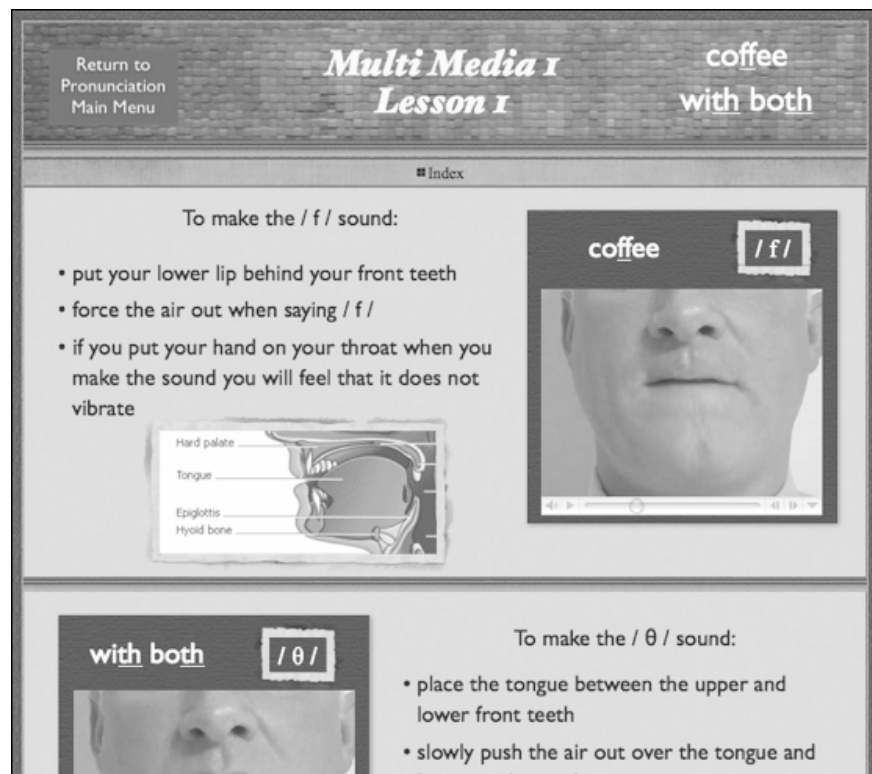 Return to
Pronunciation
Main Menu
Multi Media 1
Lesson 1
coffee
with both
Index
To make the / f / sound:
• put your lower lip behind your front teeth
• force the air out when saying / f /
• if you put your hand on your throat when you
make the sound you will feel that it does not
vibrate
Hard palate
Tongue
Epiglottis
Hyoid bone
coffee
/ f /
with both
/ θ /
To make the / θ / sound:
• place the tongue between the upper and
lower front teeth
• slowly push the air out over the tongue and